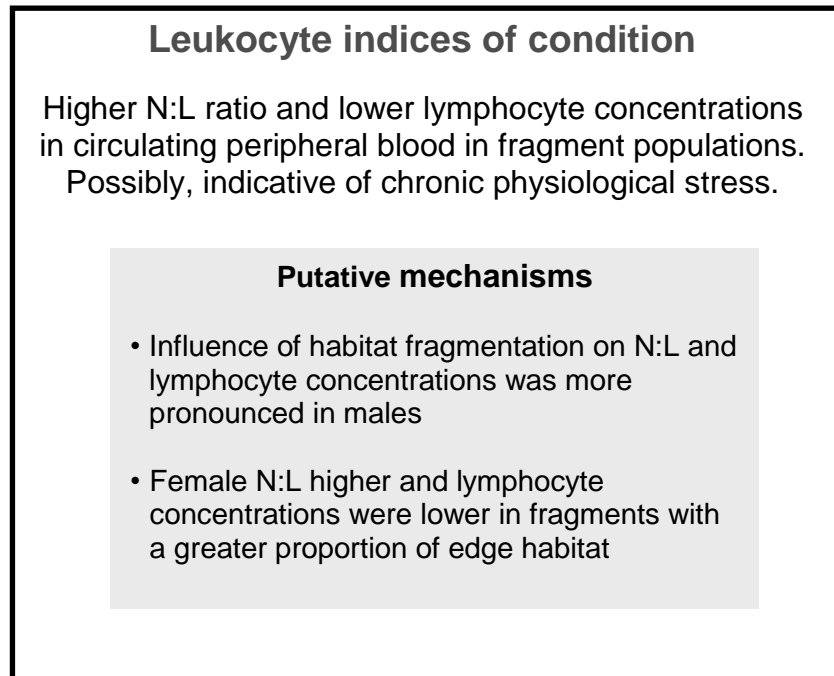 Leukocyte indices of condition
Higher N:L ratio and lower lymphocyte concentrations
in circulating peripheral blood in fragment populations.
Possibly, indicative of chronic physiological stress.
Putative mechanisms
• Influence of habitat fragmentation on N:L and
lymphocyte concentrations was more
pronounced in males
• Female N:L higher and lymphocyte
concentrations were lower in fragments with
a greater proportion of edge habitat